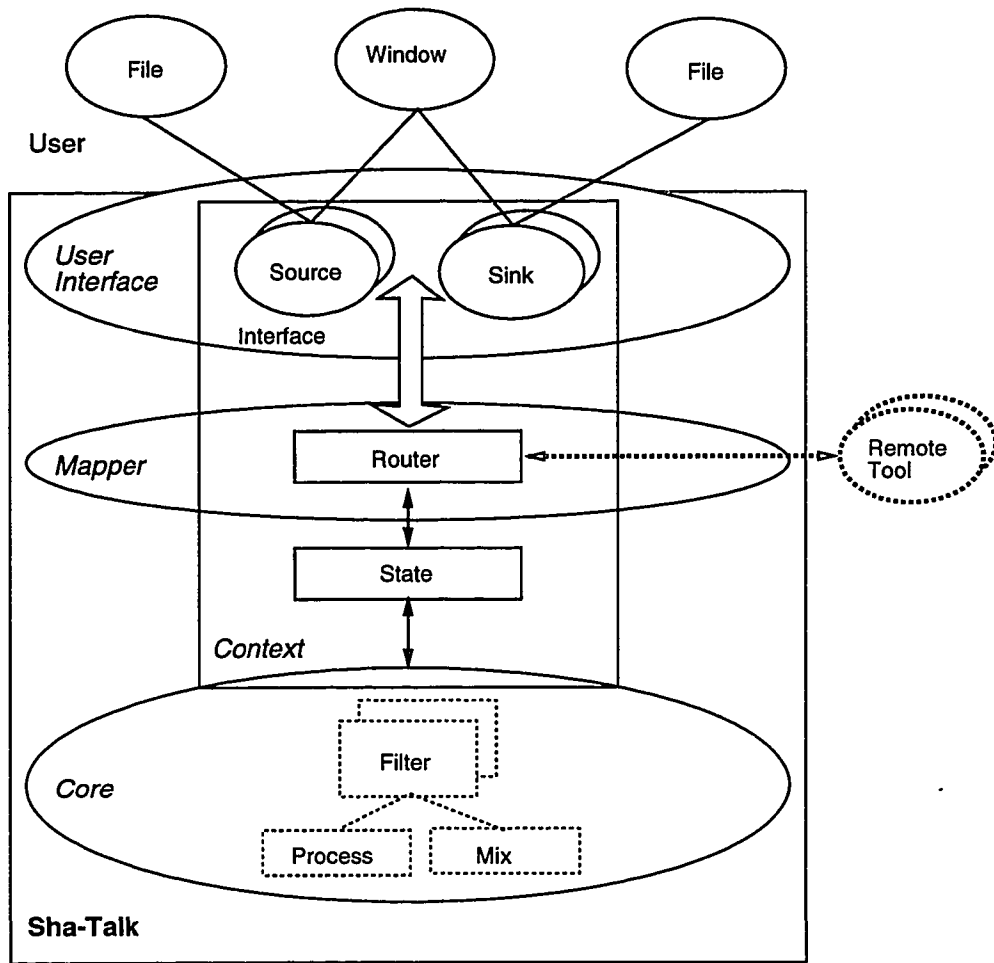 File
Window
File
User
User
Interface
Source
Sink
Interface
Mapper
Router
Remote
Tool
State
Context
Filter
Core
Process
Mix
Sha-Talk